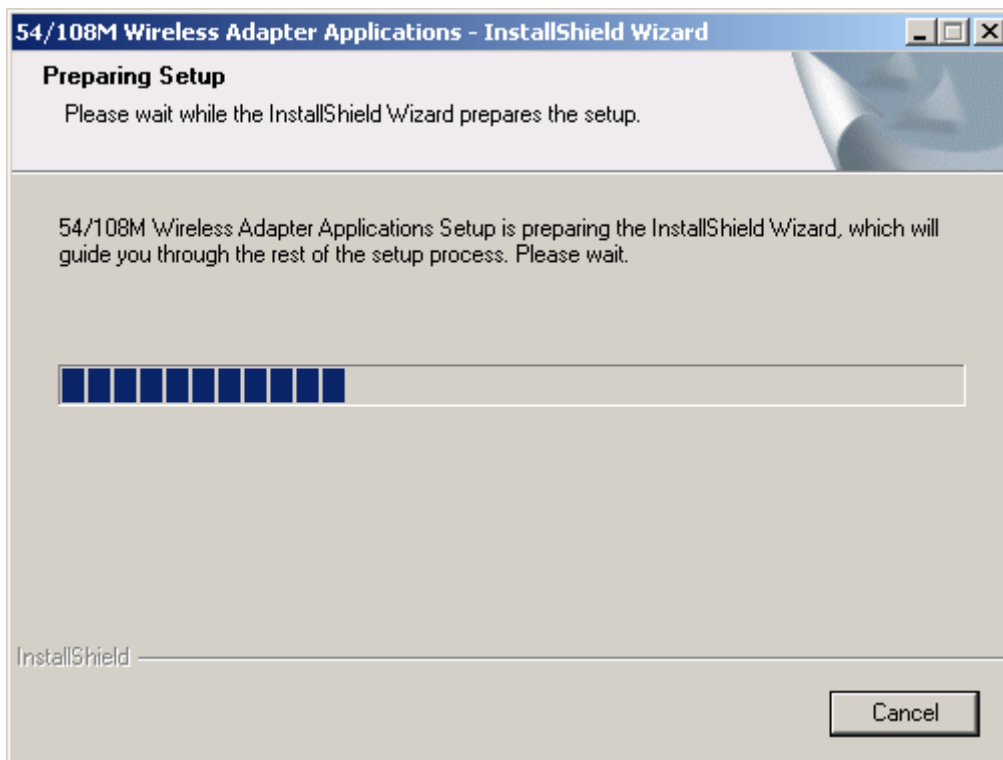 54/108M Wireless Adapter Applications - InstallShield Wizard
Preparing Setup
Please wait while the InstallShield Wizard prepares the setup.
54/108M Wireless Adapter Applications Setup is preparing the InstallShield Wizard, which will
guide you through the rest of the setup process. Please wait.
InstallShield
Cancel